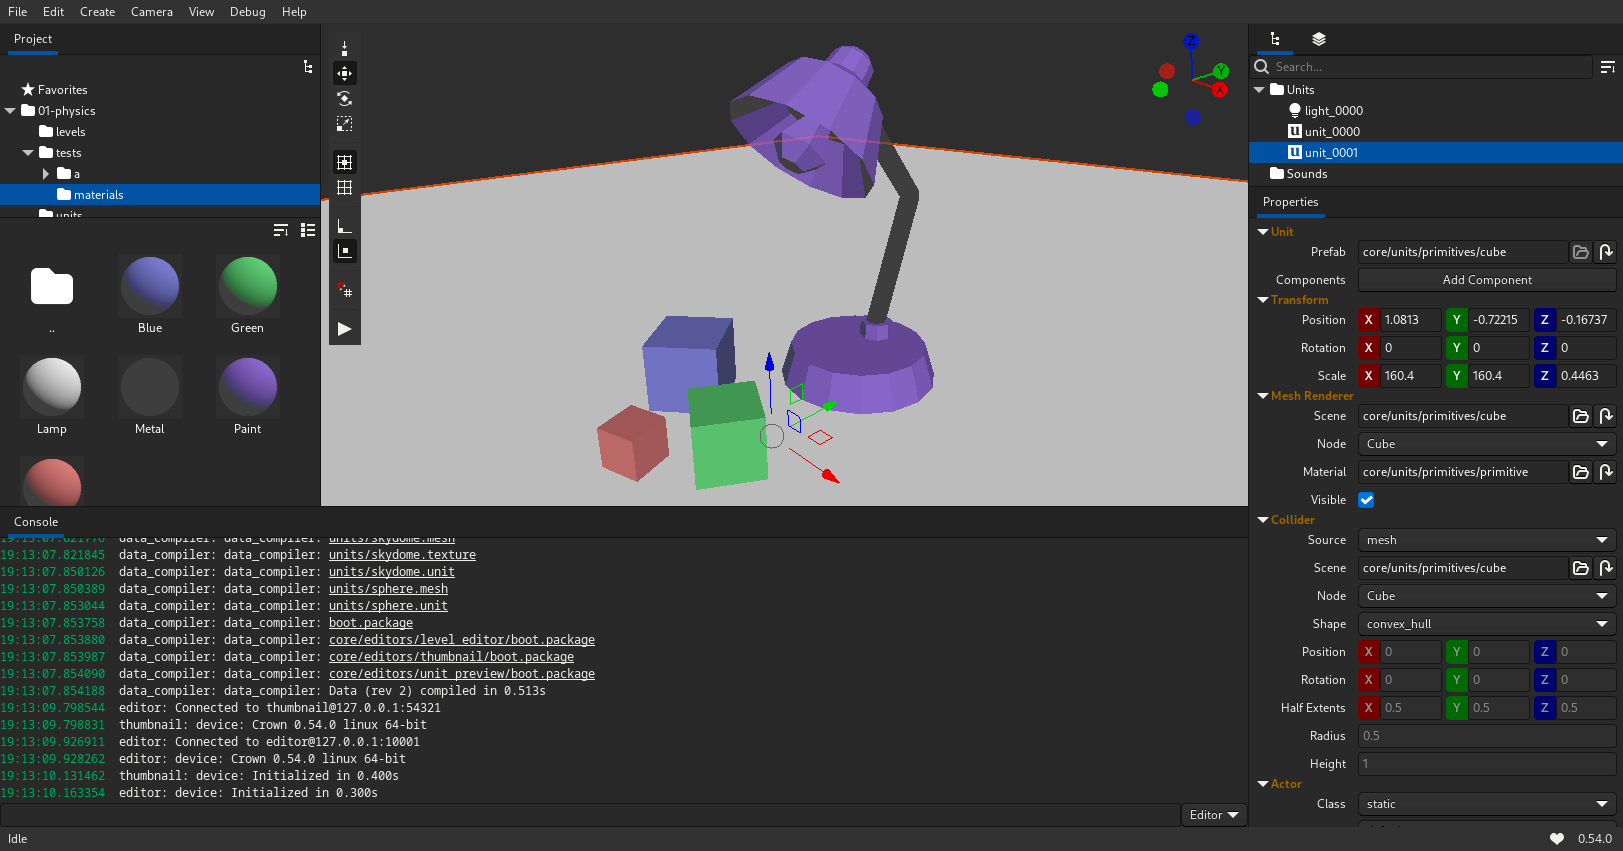 File Edit Create Camera View Debug Help
Project
Favorites
01-physics
levels
tests
a
materials
units
..
Blue
Green
Lamp
Metal
Paint
Z
Y
X
Console
19:13:07.821776 data_compiler: data_compiler: units/skydome.mesh
19:13:07.821845 data_compiler: data_compiler: units/skydome.texture
19:13:07.850126 data_compiler: data_compiler: units/skydome.unit
19:13:07.850389 data_compiler: data_compiler: units/sphere.mesh
19:13:07.853044 data_compiler: data_compiler: units/sphere.unit
19:13:07.853758 data_compiler: data_compiler: boot.package
19:13:07.853880 data_compiler: data_compiler: core/editors/level_editor/boot.package
19:13:07.853987 data_compiler: data_compiler: core/editors/thumbnail/boot.package
19:13:07.854090 data_compiler: data_compiler: core/editors/unit_preview/boot.package
19:13:07.854188 data_compiler: data_compiler: Data (rev 2) compiled in 0.513s
19:13:09.798544 editor: Connected to thumbnail@127.0.0.1:54321
19:13:09.798831 thumbnail: device: Crown 0.54.0 linux 64-bit
19:13:09.926911 editor: Connected to editor@127.0.0.1:10001
19:13:09.928262 editor: device: Crown 0.54.0 linux 64-bit
19:13:10.131462 thumbnail: device: Initialized in 0.400s
19:13:10.163354 editor: device: Initialized in 0.300s
Editor
Idle
Search...
Units
light_0000
unit_0000
unit_0001
Sounds
Properties
Unit
Prefab core/units/primitives/cube
Components Add Component
Transform
Position X 1.0813 Y -0.72215 Z -0.16737
Rotation X 0 Y 0 Z 0
Scale X 160.4 Y 160.4 Z 0.4463
Mesh Renderer
Scene core/units/primitives/cube
Node Cube
Material core/units/primitives/primitive
Visible
Collider
Source mesh
Scene core/units/primitives/cube
Node Cube
Shape convex_hull
Position X 0 Y 0 Z 0
Rotation X 0 Y 0 Z 0
Half Extents X 0.5 Y 0.5 Z 0.5
Radius 0.5
Height 1
Actor
Class static
0.54.0